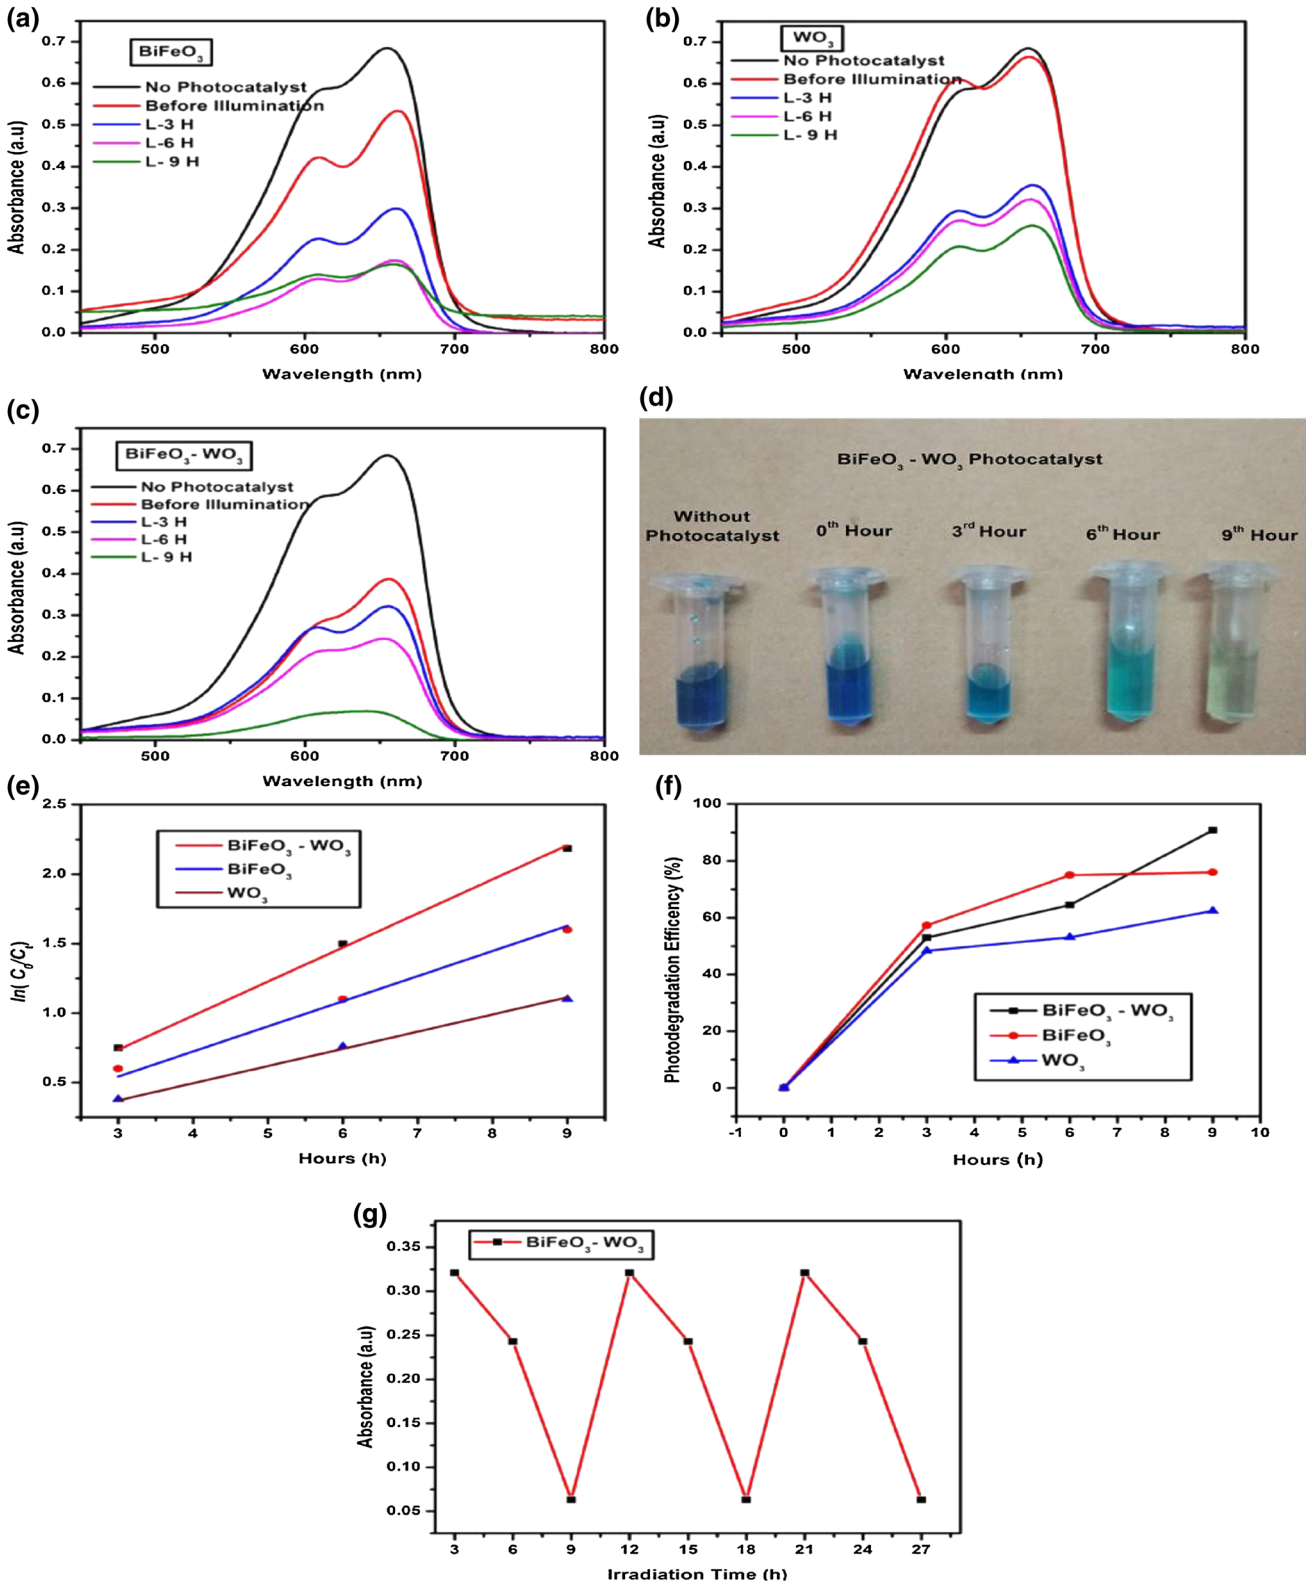 (a)
BiFeO₃
No Photocatalyst
Before Illumination
L-3 H
L-6 H
L- 9 H
0.7
0.6
0.5
0.4
0.3
0.2
0.1
0.0
Absorbance (a.u)
500 600 700 800
Wavelength (nm)
(b)
WO₃
No Photocatalyst
Before Illumination
L-3 H
L-6 H
L- 9 H
0.7
0.6
0.5
0.4
0.3
0.2
0.1
0.0
Absorbance (a.u)
500 600 700 800
Wavelength (nm)
(c)
BiFeO₃- WO₃
No Photocatalyst
Before Illumination
L-3 H
L-6 H
L- 9 H
0.7
0.6
0.5
0.4
0.3
0.2
0.1
0.0
Absorbance (a.u)
500 600 700 800
Wavelength (nm)
(d)
BiFeO₃ - WO₃ Photocatalyst
Without
Photocatalyst
0th Hour
3rd Hour
6th Hour
9th Hour
(e)
BiFeO₃ - WO₃
BiFeO₃
WO₃
2.5
2.0
1.5
1.0
0.5
ln( C₀/Cₜ)
3 4 5 6 7 8 9
Hours (h)
(f)
100
80
60
40
20
0
Photodegradation Efficency (%)
BiFeO₃ - WO₃
BiFeO₃
WO₃
-1 0 1 2 3 4 5 6 7 8 9 10
Hours (h)
(g)
BiFeO₃- WO₃
0.35
0.30
0.25
0.20
0.15
0.10
0.05
Absorbance (a.u)
3 6 9 12 15 18 21 24 27
Irradiation Time (h)